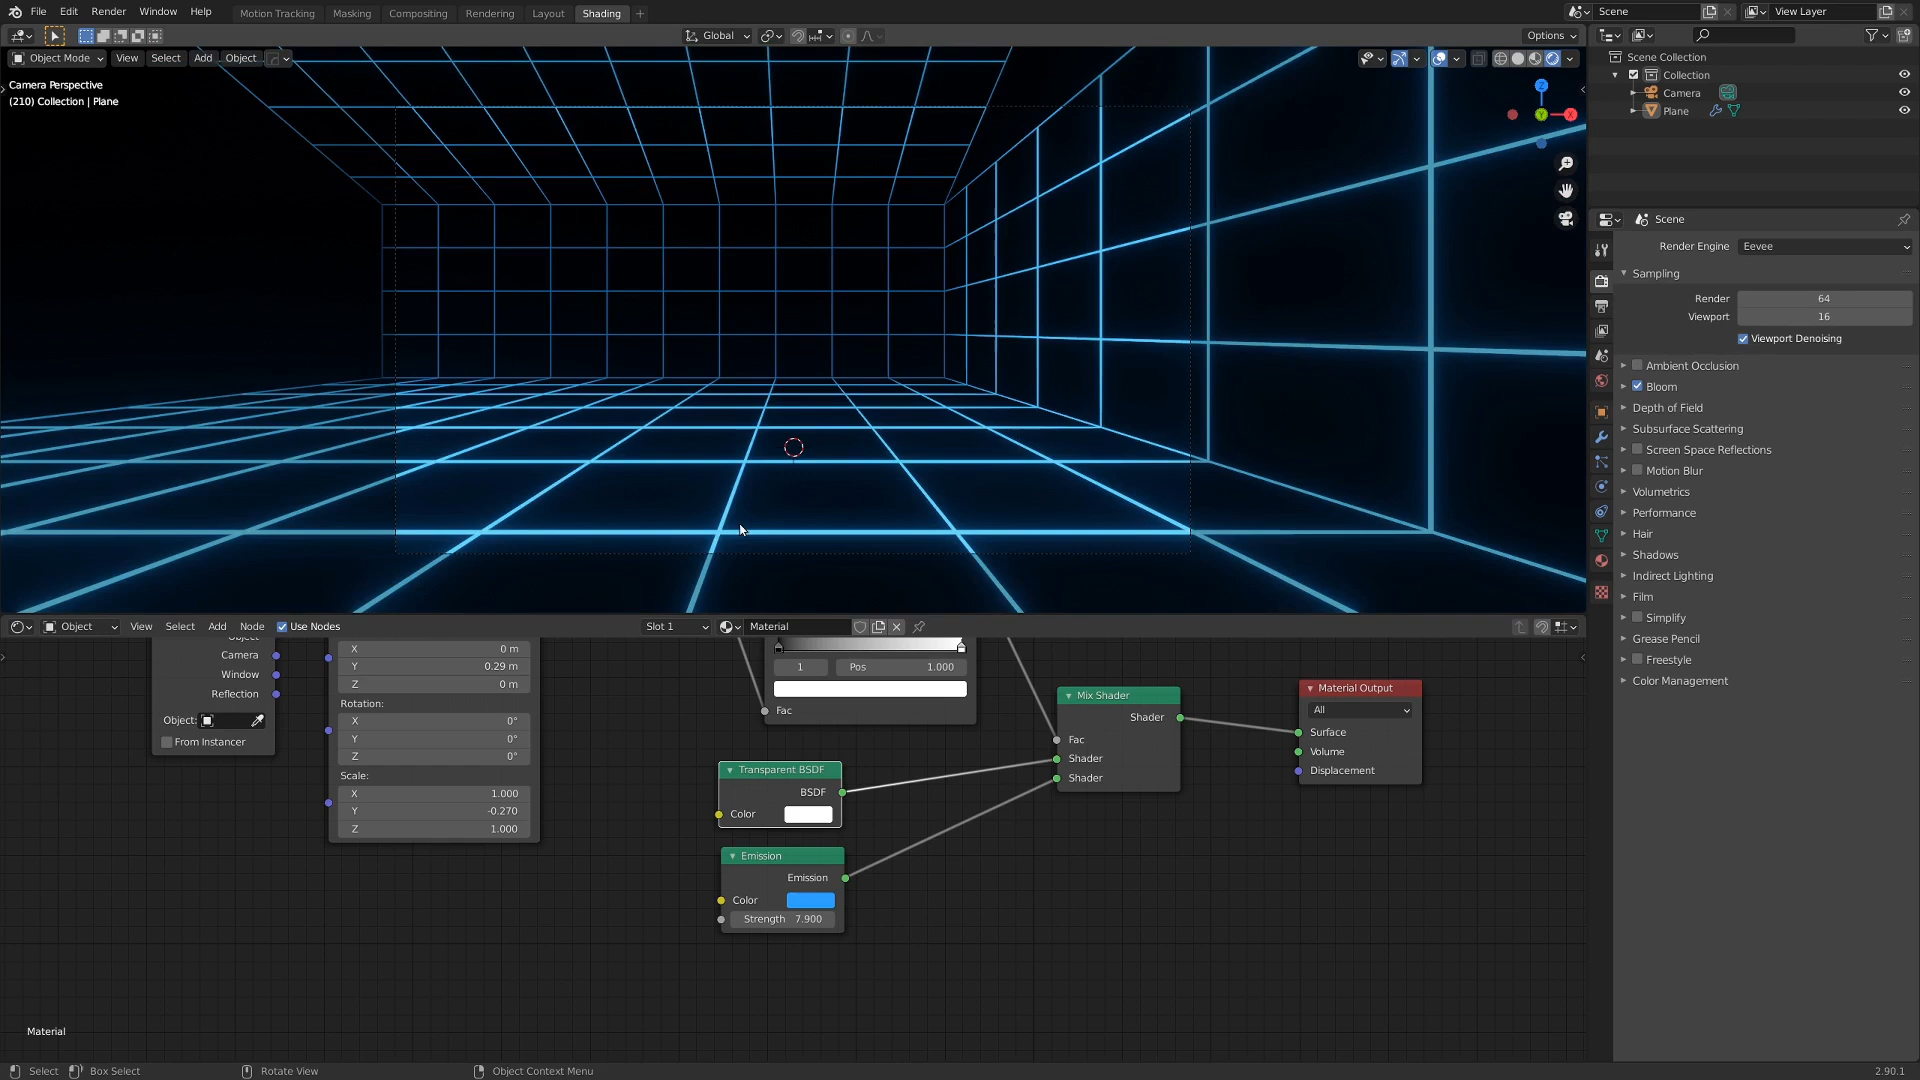 File Edit Render Window Help Motion Tracking Masking Compositing Rendering Layout Shading + Scene View Layer
Global Options
Object Mode View Select Add Object
Camera Perspective
(210) Collection | Plane
Z
Y
X
Scene Collection
Collection
Camera
Plane
Scene
Render Engine Eevee
Sampling
Render 64
Viewport 16
Viewport Denoising
Ambient Occlusion
Bloom
Depth of Field
Subsurface Scattering
Screen Space Reflections
Motion Blur
Volumetrics
Performance
Hair
Shadows
Indirect Lighting
Film
Simplify
Grease Pencil
Freestyle
Color Management
Object View Select Add Node Use Nodes Slot 1 Material
Object
Camera
Window
Reflection
Object:
From Instancer
X 0 m
Y 0.29 m
Z 0 m
Rotation:
X 0°
Y 0°
Z 0°
Scale:
X 1.000
Y -0.270
Z 1.000
1 Pos 1.000
Fac
Transparent BSDF
BSDF
Color
Emission
Emission
Color
Strength 7.900
Mix Shader
Shader
Fac
Shader
Shader
Material Output
All
Surface
Volume
Displacement
Material
Select Box Select Rotate View Object Context Menu 2.90.1